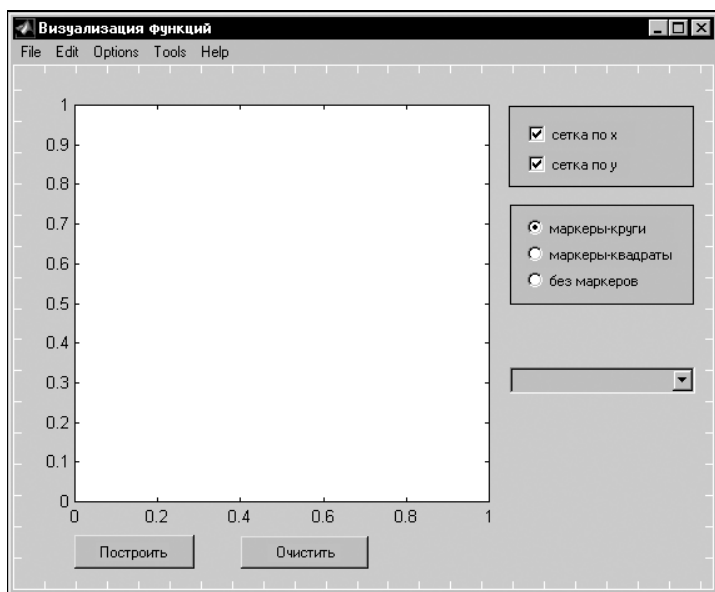 Визуализация функций
File Edit Options Tools Help
1
0.9
0.8
0.7
0.6
0.5
0.4
0.3
0.2
0.1
0
0 0.2 0.4 0.6 0.8 1
сетка по x
сетка по y
маркеры-круги
маркеры-квадраты
без маркеров
Построить Очистить